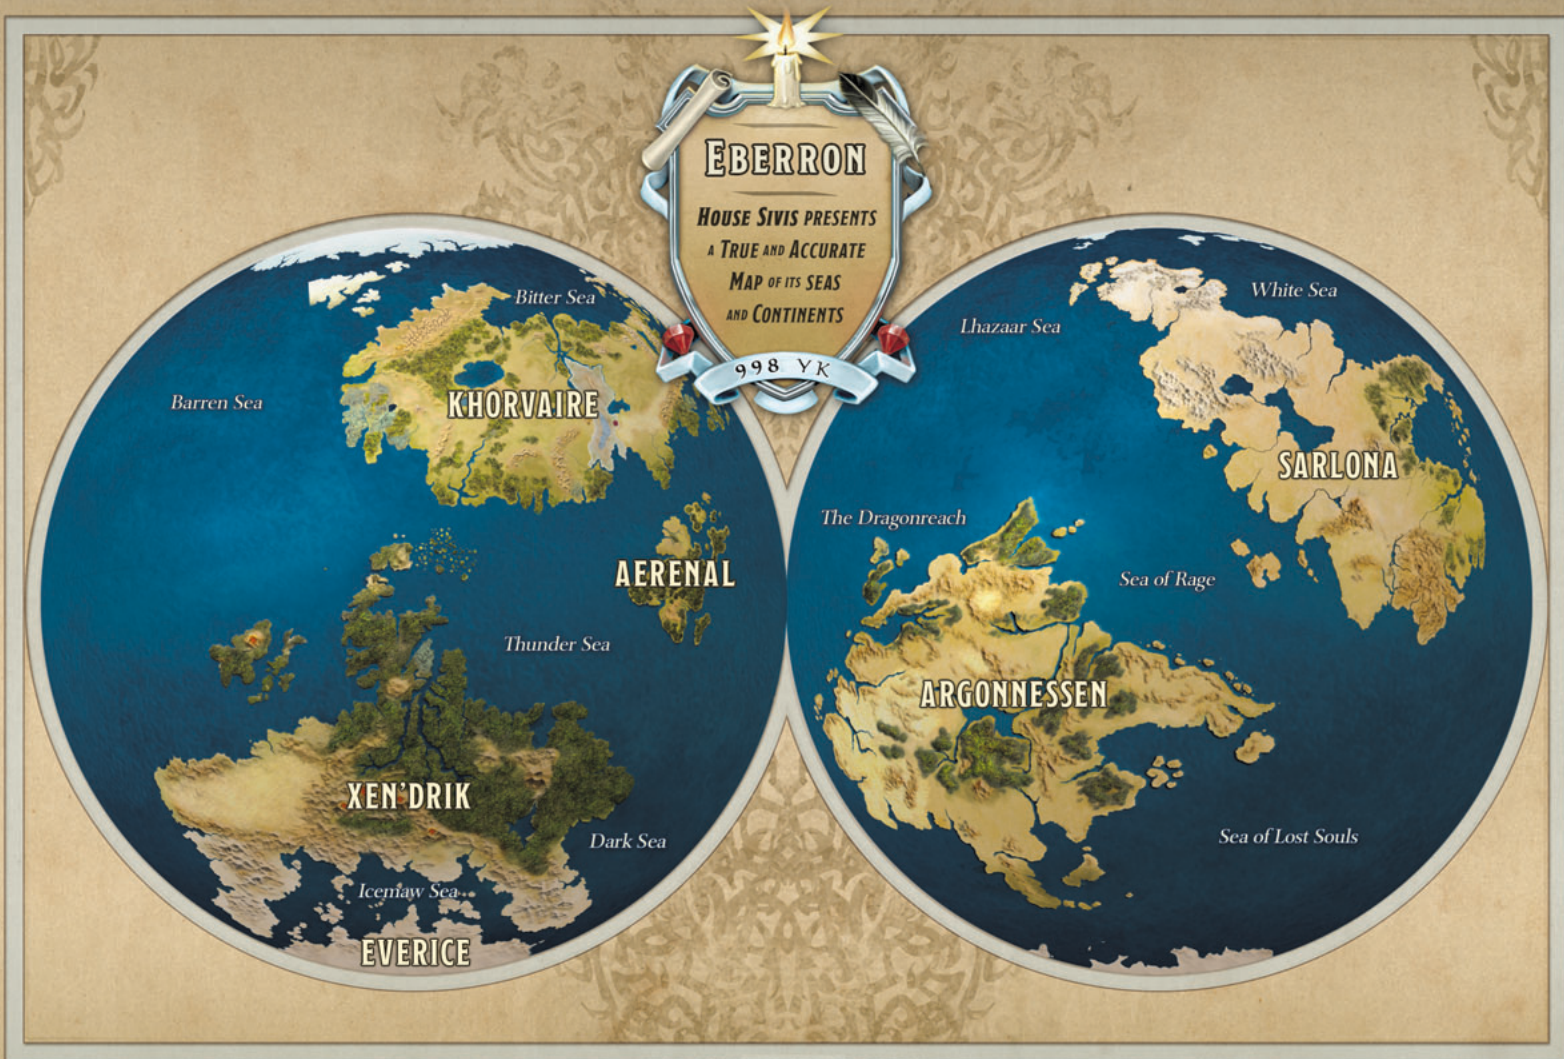 EBERRON
HOUSE SIVIS PRESENTS
A TRUE AND ACCURATE
MAP OF ITS SEAS
AND CONTINENTS
998 YK
Bitter Sea
Barren Sea
KHORVAIRE
AERENAL
Thunder Sea
XEN'DRIK
Dark Sea
Icemaw Sea
EVERICE
White Sea
Lhazaar Sea
SARLONA
The Dragonreach
Sea of Rage
ARGONNESSEN
Sea of Lost Souls